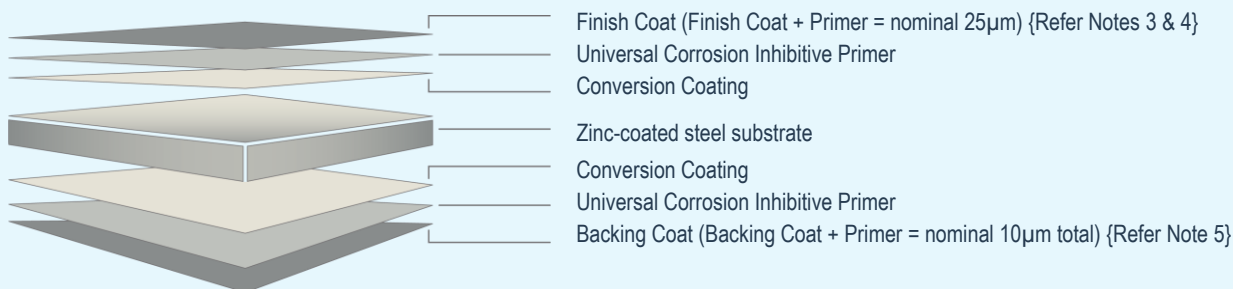 Finish Coat (Finish Coat + Primer = nominal 25µm) {Refer Notes 3 & 4}
Universal Corrosion Inhibitive Primer
Conversion Coating
Zinc-coated steel substrate
Conversion Coating
Universal Corrosion Inhibitive Primer
Backing Coat (Backing Coat + Primer = nominal 10µm total) {Refer Note 5}